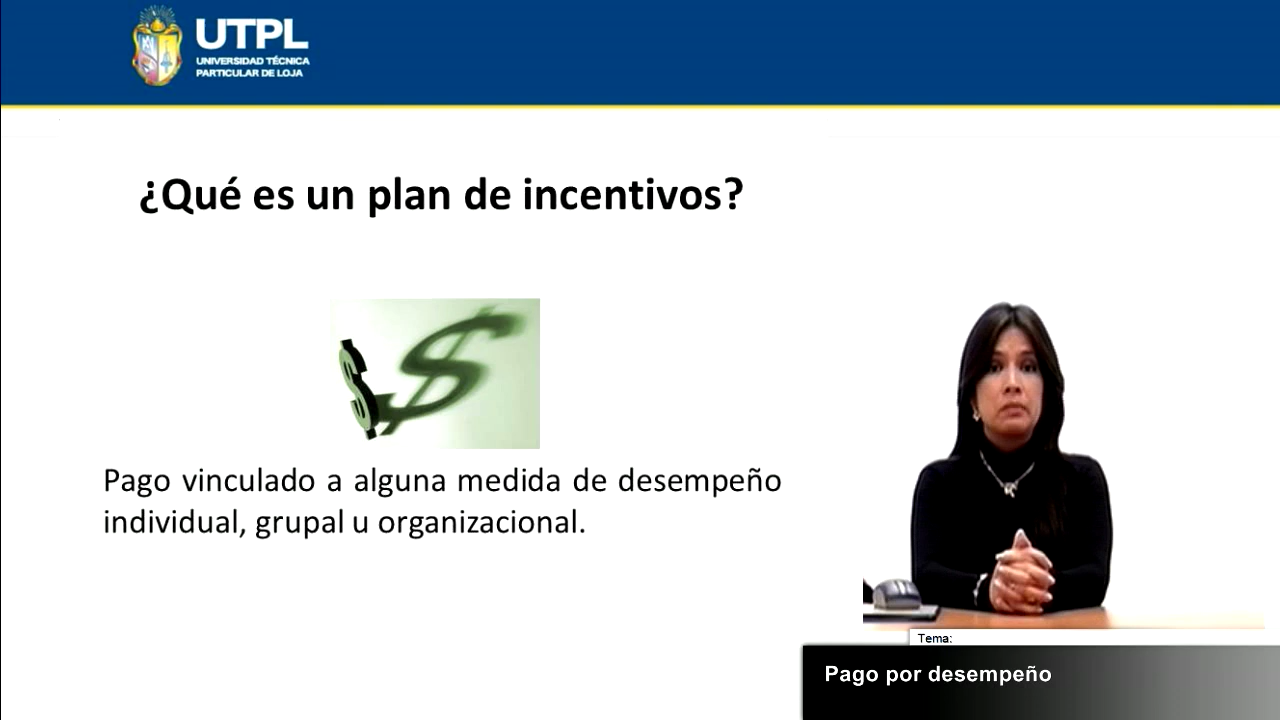 UTPL
UNIVERSIDAD TÉCNICA
PARTICULAR DE LOJA
¿Qué es un plan de incentivos?
Pago vinculado a alguna medida de desempeño
individual, grupal u organizacional.
Tema:
Pago por desempeño